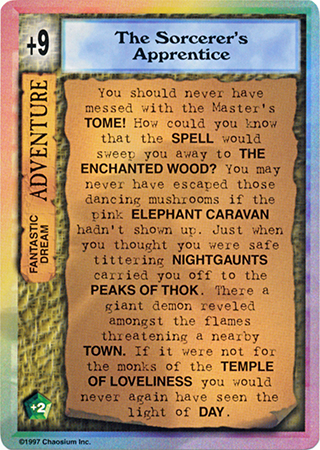 +9
The Sorcerer's
Apprentice
FANTASTIC
DREAM
ADVENTURE
You should never have
messed with the Master's
TOME! How could you know
that the SPELL would
sweep you away to THE
ENCHANTED WOOD? You may
never have escaped those
dancing mushrooms if the
pink ELEPHANT CARAVAN
hadn't shown up. Just when
you thought you were safe
tittering NIGHTGAUNTS
carried you off to the
PEAKS OF THOK. There a
giant demon reveled
amongst the flames
threatening a nearby
TOWN. If it were not for
the monks of the TEMPLE
OF LOVELINESS you would
never again have seen the
light of DAY.
+2
©1997 Chaosium Inc.